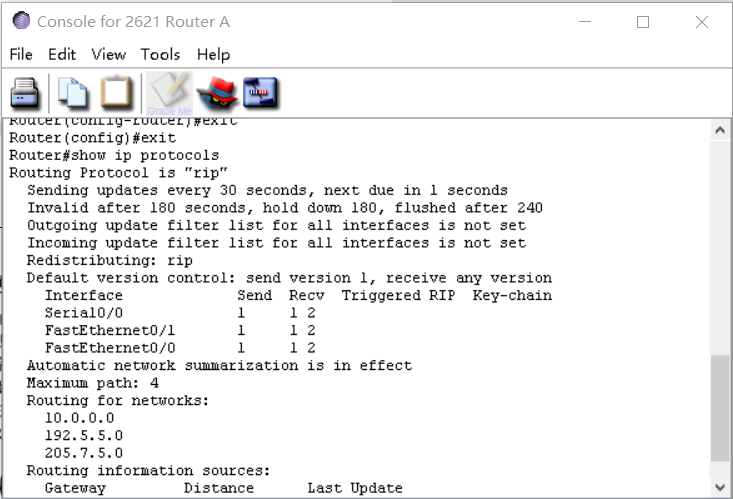 Console for 2621 Router A
File Edit View Tools Help
Grade Me
Router(config-router)#exit
Router(config)#exit
Router#show ip protocols
Routing Protocol is "rip"
  Sending updates every 30 seconds, next due in 1 seconds
  Invalid after 180 seconds, hold down 180, flushed after 240
  Outgoing update filter list for all interfaces is not set
  Incoming update filter list for all interfaces is not set
  Redistributing: rip
  Default version control: send version 1, receive any version
    Interface             Send  Recv  Triggered RIP  Key-chain
    Serial0/0             1     1 2
    FastEthernet0/1       1     1 2
    FastEthernet0/0       1     1 2
  Automatic network summarization is in effect
  Maximum path: 4
  Routing for networks:
    10.0.0.0
    192.5.5.0
    205.7.5.0
  Routing information sources:
    Gateway         Distance      Last Update